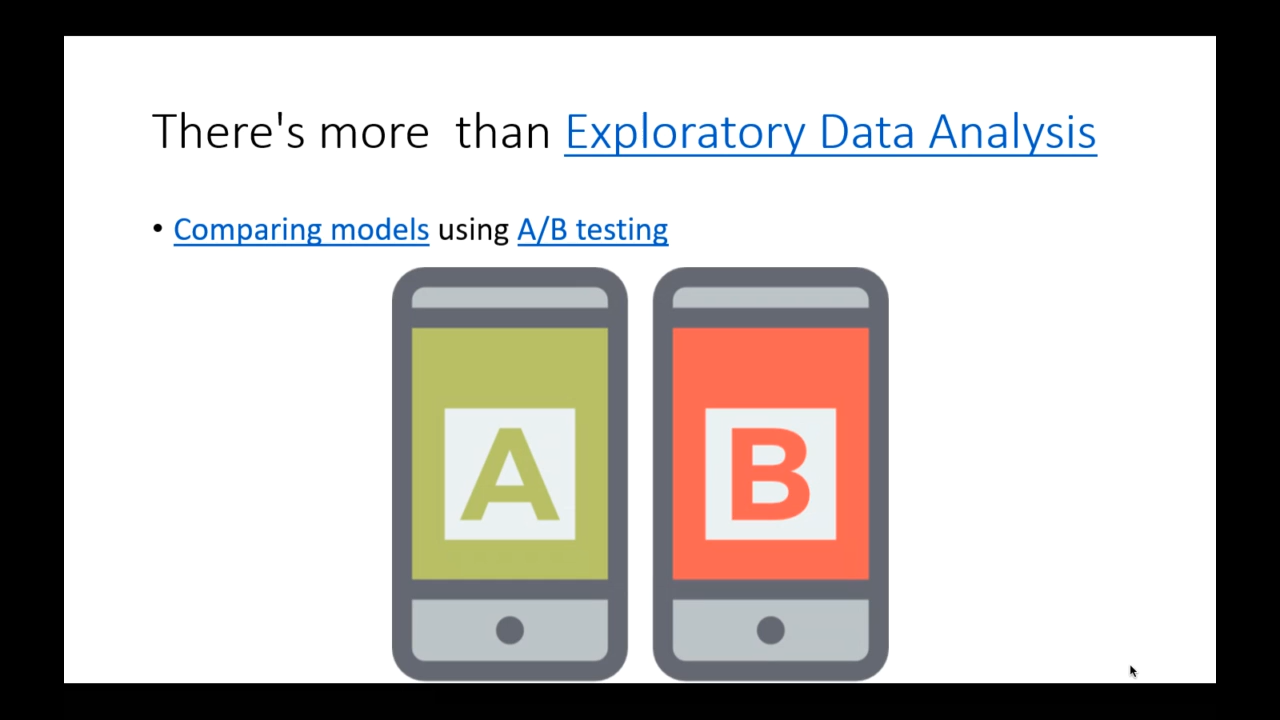 There's more  than Exploratory Data Analysis
• Comparing models using A/B testing
A B